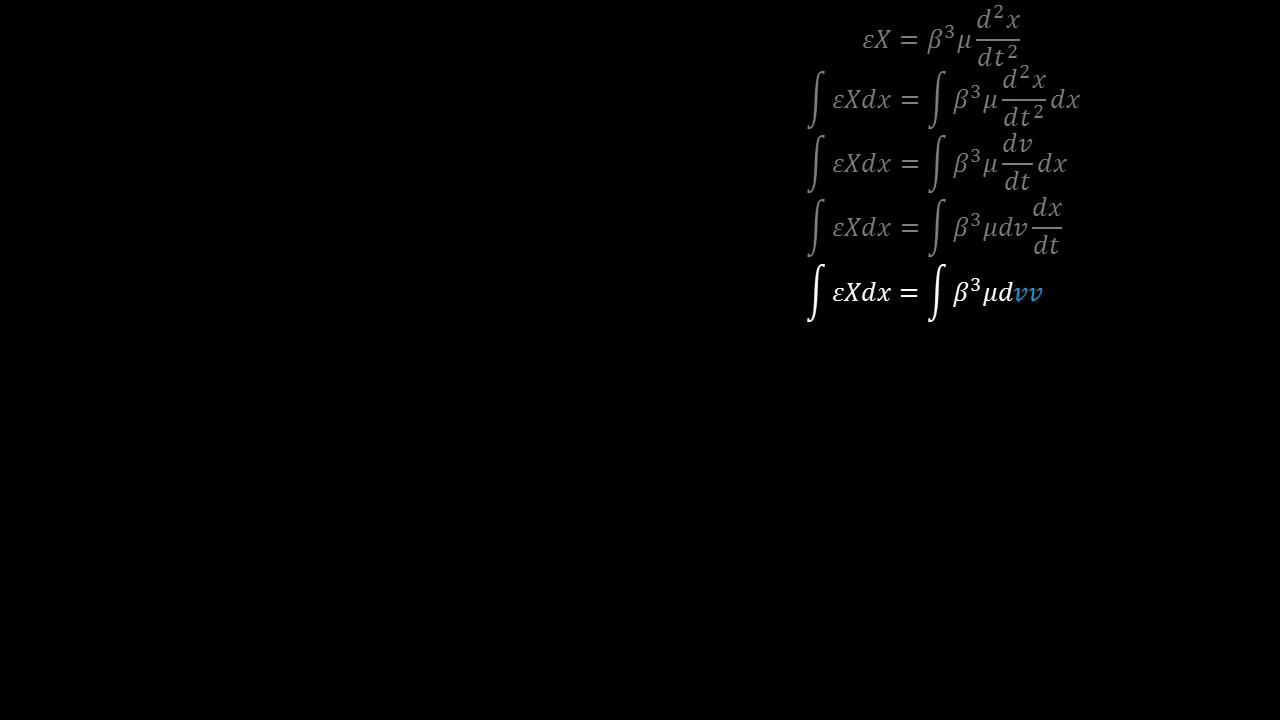 εX = β³μ d²x/dt²
∫ εXdx = ∫ β³μ d²x/dt² dx
∫ εXdx = ∫ β³μ dv/dt dx
∫ εXdx = ∫ β³μdv dx/dt
∫ εXdx = ∫ β³μdvv